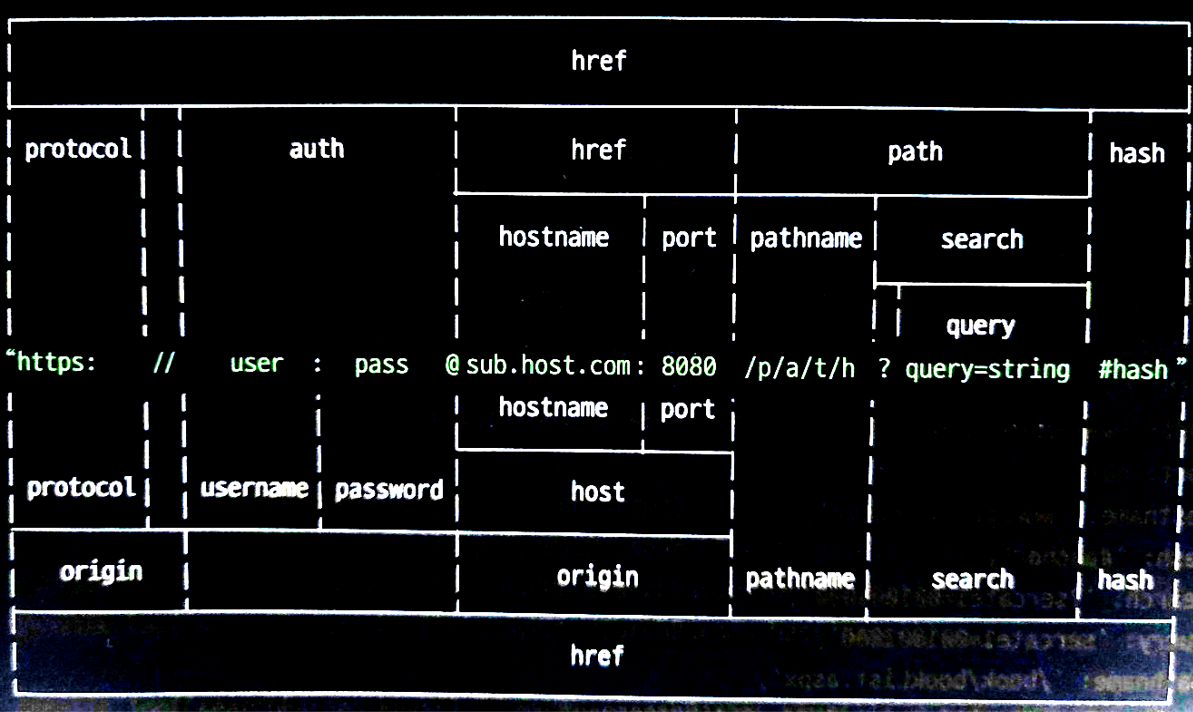 href
protocol auth href path hash
hostname port pathname search
query
“https: // user : pass @ sub.host.com: 8080 /p/a/t/h ? query=string #hash”
hostname port
protocol username password host
origin origin pathname search hash
href